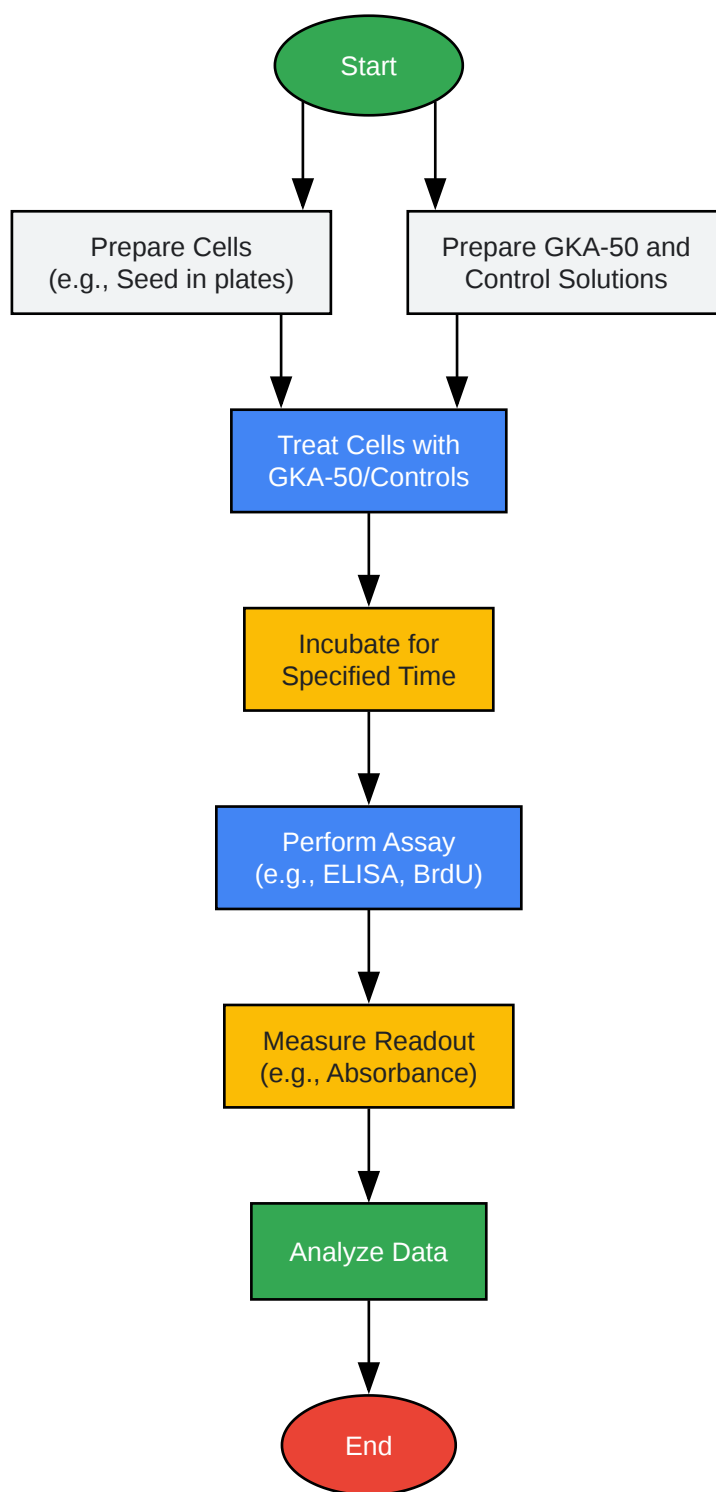 Start
Prepare Cells
(e.g., Seed in plates)
Prepare GKA-50 and
Control Solutions
Treat Cells with
GKA-50/Controls
Incubate for
Specified Time
Perform Assay
(e.g., ELISA, BrdU)
Measure Readout
(e.g., Absorbance)
Analyze Data
End